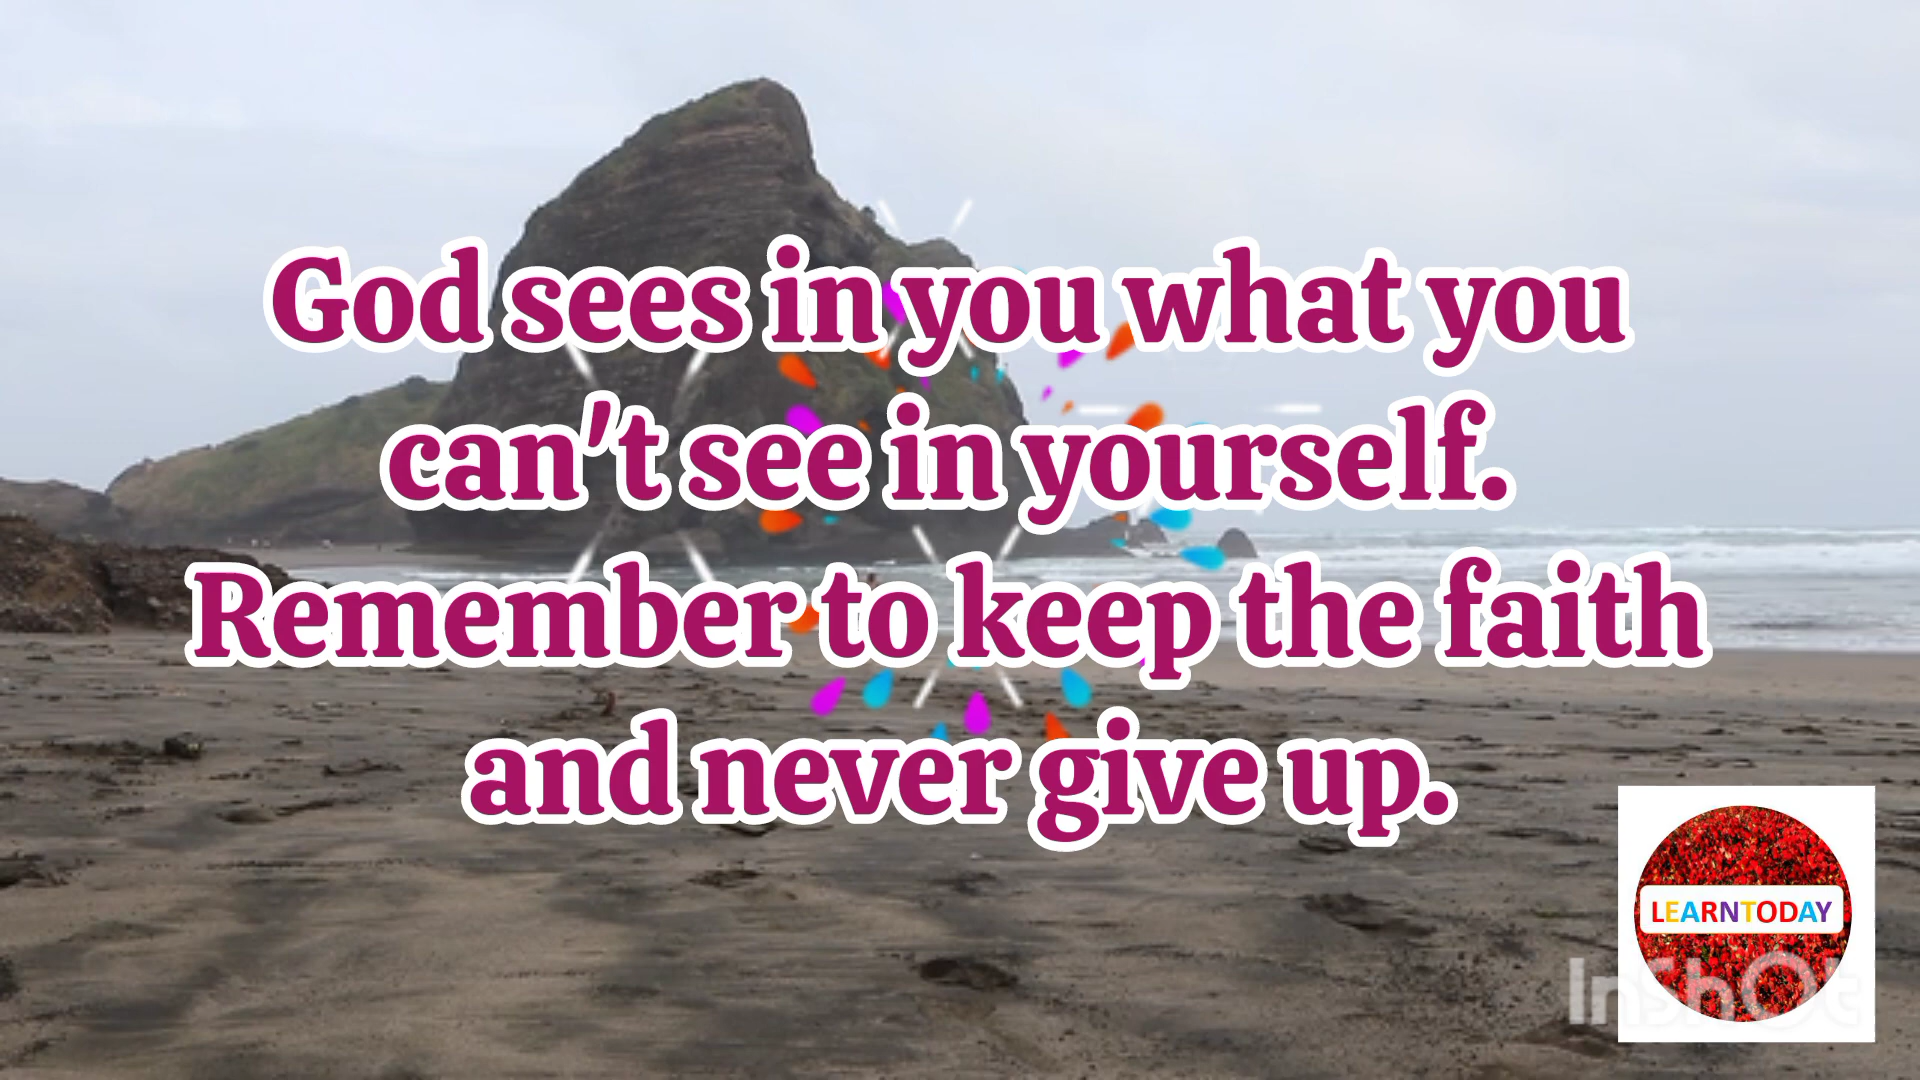 God sees in you what you
can't see in yourself.
Remember to keep the faith
and never give up.
LEARNTODAY
InShOt